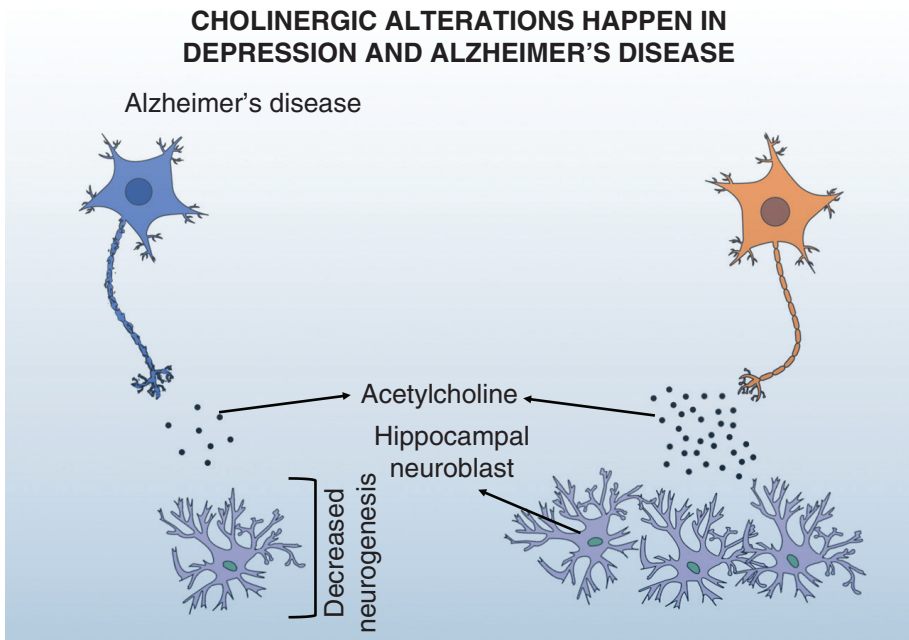 CHOLINERGIC ALTERATIONS HAPPEN IN
DEPRESSION AND ALZHEIMER'S DISEASE
Alzheimer's disease
Acetylcholine
Hippocampal
neuroblast
Decreased
neurogenesis